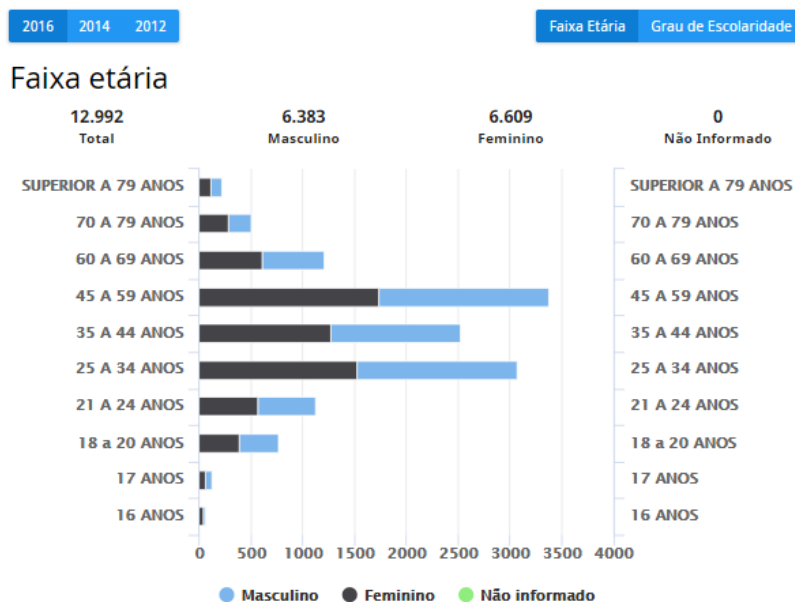 2016 2014 2012 Faixa Etária Grau de Escolaridade
Faixa etária
12.992 6.383 6.609 0
Total Masculino Feminino Não Informado
SUPERIOR A 79 ANOS SUPERIOR A 79 ANOS
70 A 79 ANOS 70 A 79 ANOS
60 A 69 ANOS 60 A 69 ANOS
45 A 59 ANOS 45 A 59 ANOS
35 A 44 ANOS 35 A 44 ANOS
25 A 34 ANOS 25 A 34 ANOS
21 A 24 ANOS 21 A 24 ANOS
18 a 20 ANOS 18 a 20 ANOS
17 ANOS 17 ANOS
16 ANOS 16 ANOS
0 500 1000 1500 2000 2500 3000 3500 4000
Masculino Feminino Não informado